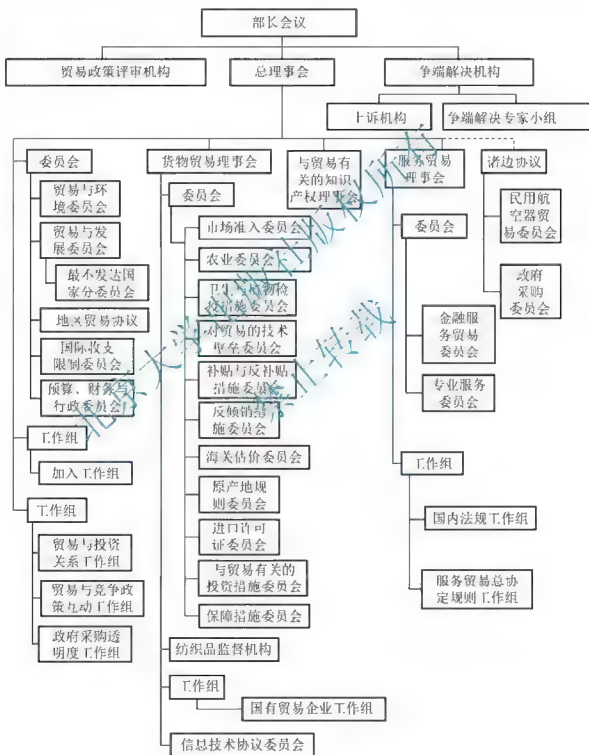 部长会议
贸易政策评审机构
总理事会
争端解决机构
上诉机构
争端解决专家小组
委员会
贸易与环
境委员会
贸易与发
展委员会
最不发达国
家分委员会
地区贸易协议
国际收支
限制委员会
预算、财务与
行政委员会
工作组
加入工作组
工作组
贸易与投资
关系工作组
贸易与竞争政
策互动工作组
政府采购透
明度工作组
货物贸易理事会
委员会
市场准入委员会
农业委员会
卫生与植物检
疫措施委员会
对贸易的技术
壁垒委员会
补贴与反补贴
措施委员会
反倾销措
施委员会
海关估价委员会
原产地规
则委员会
进口许可
证委员会
与贸易有关的
投资措施委员会
保障措施委员会
纺织品监督机构
工作组
国有贸易企业工作组
信息技术协议委员会
与贸易有
关的知识
产权理事会
服务贸易
理事会
委员会
金融服
务贸易
委员会
专业服务
委员会
工作组
国内法规工作组
服务贸易总协
定规则工作组
诸边协议
民用航
空器贸
易委员会
政府
采购
委员会
北京大学出版社版权所有
禁止转载